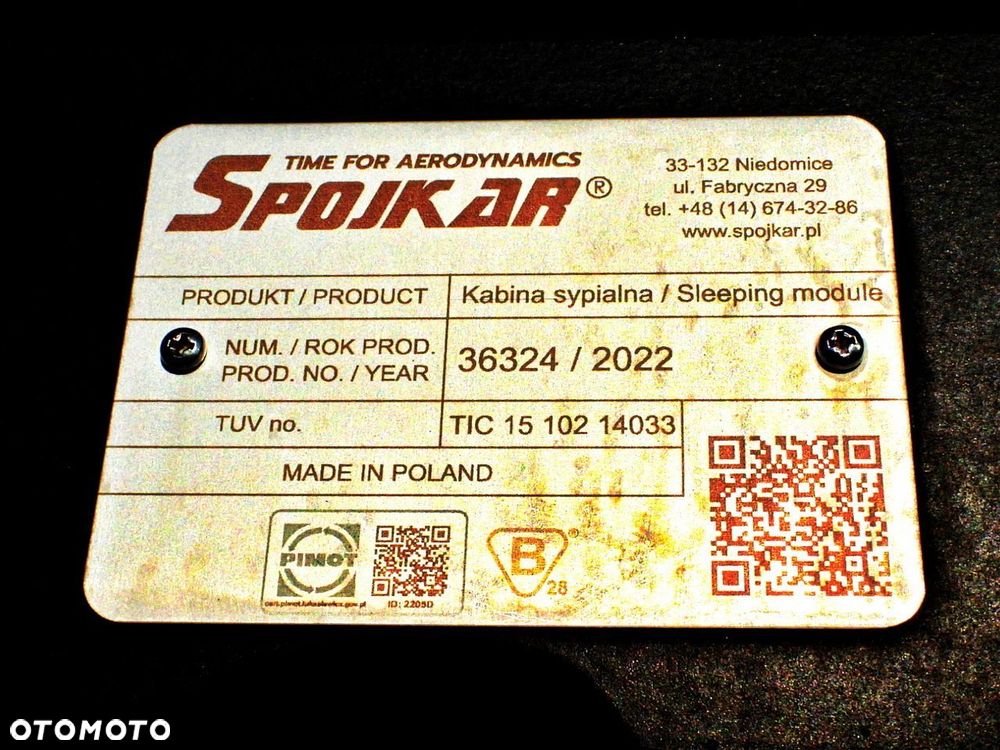 TIME FOR AERODYNAMICS
SPOJKAR®
33-132 Niedomice
ul. Fabryczna 29
tel. +48 (14) 674-32-86
www.spojkar.pl
PRODUKT / PRODUCT
Kabina sypialna / Sleeping module
NUM. / ROK PROD.
PROD. NO. / YEAR
36324 / 2022
TUV no.
TIC 15 102 14033
MADE IN POLAND
PIMOT
ID: 2205D
B®
28
OTOMOTO